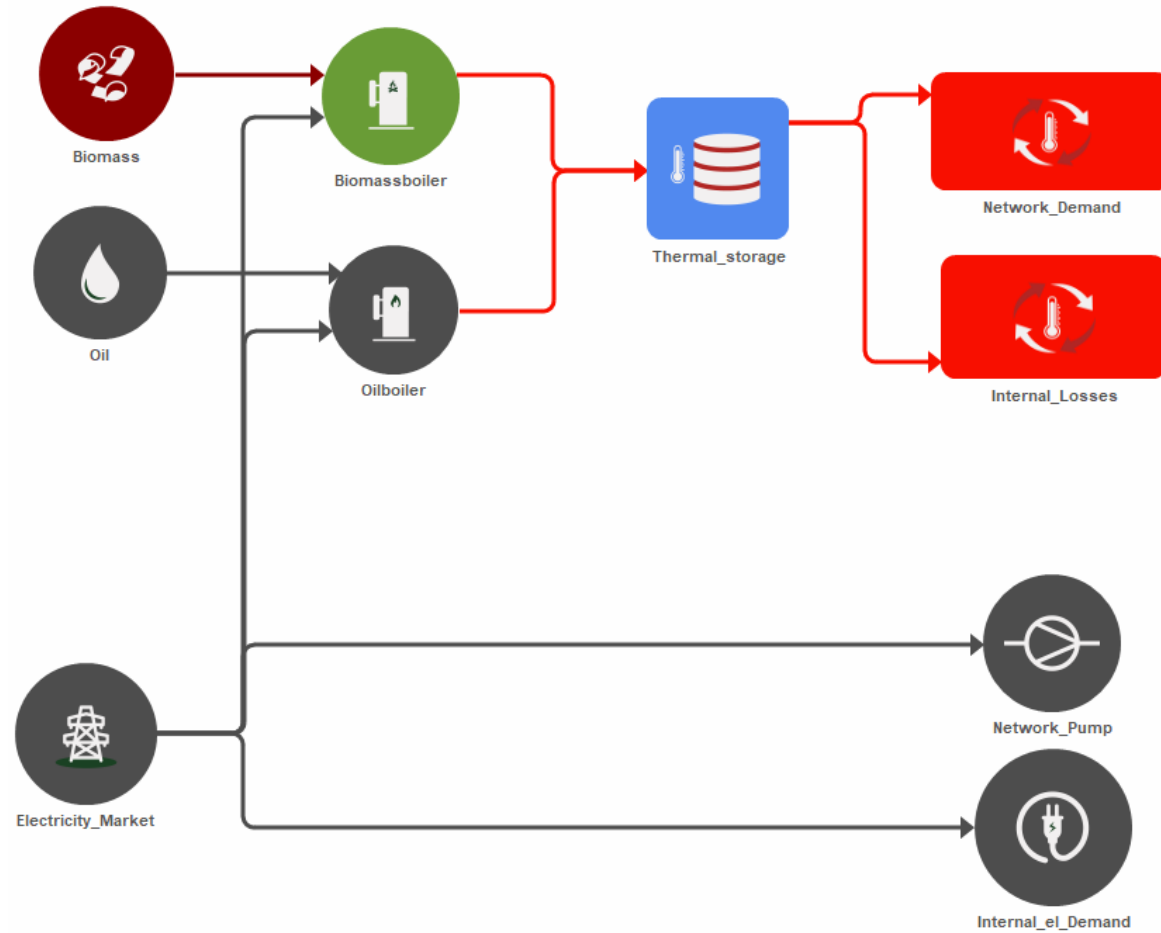 Biomass
Biomassboiler
Network_Demand
Thermal_storage
Oil
Oilboiler
Internal_Losses
Network_Pump
Electricity_Market
Internal_el_Demand